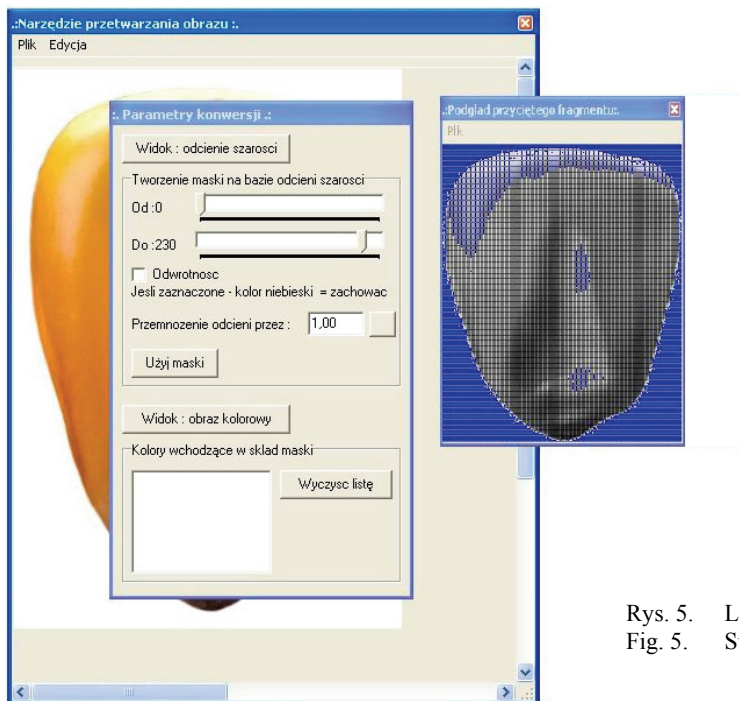 .:Narzędzie przetwarzania obrazu :.
Plik Edycja
:. Parametry konwersji .:
Widok : odcienie szarosci
Tworzenie maski na bazie odcieni szarosci
Od :0
Do :230
Odwrotnosc
Jesli zaznaczone - kolor niebieski = zachowac
Przemnozenie odcieni przez : 1,00
Użyj maski
Widok : obraz kolorowy
Kolory wchodzące w sklad maski
Wyczysc listę
.:Podglad przyciętego fragmentu:.
Plik
Rys. 5. L
Fig. 5. S